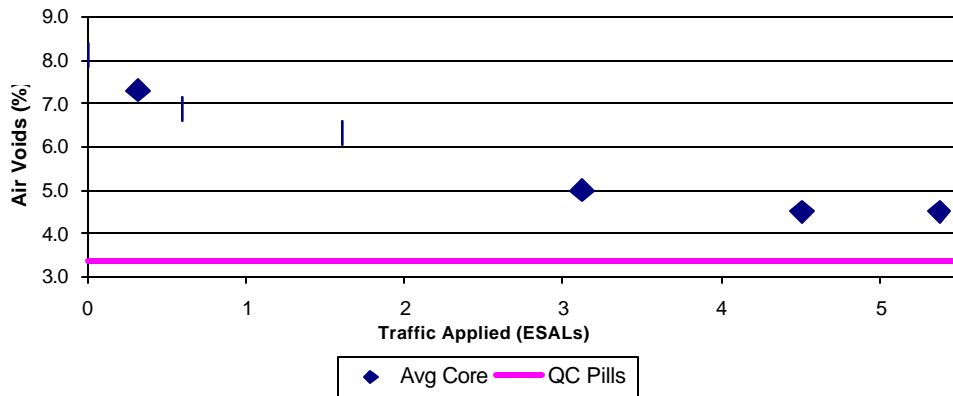 9.0
8.0
7.0
6.0
5.0
4.0
3.0
Air Voids (%)
0 1 2 3 4 5
Traffic Applied (ESALs)
Avg Core QC Pills